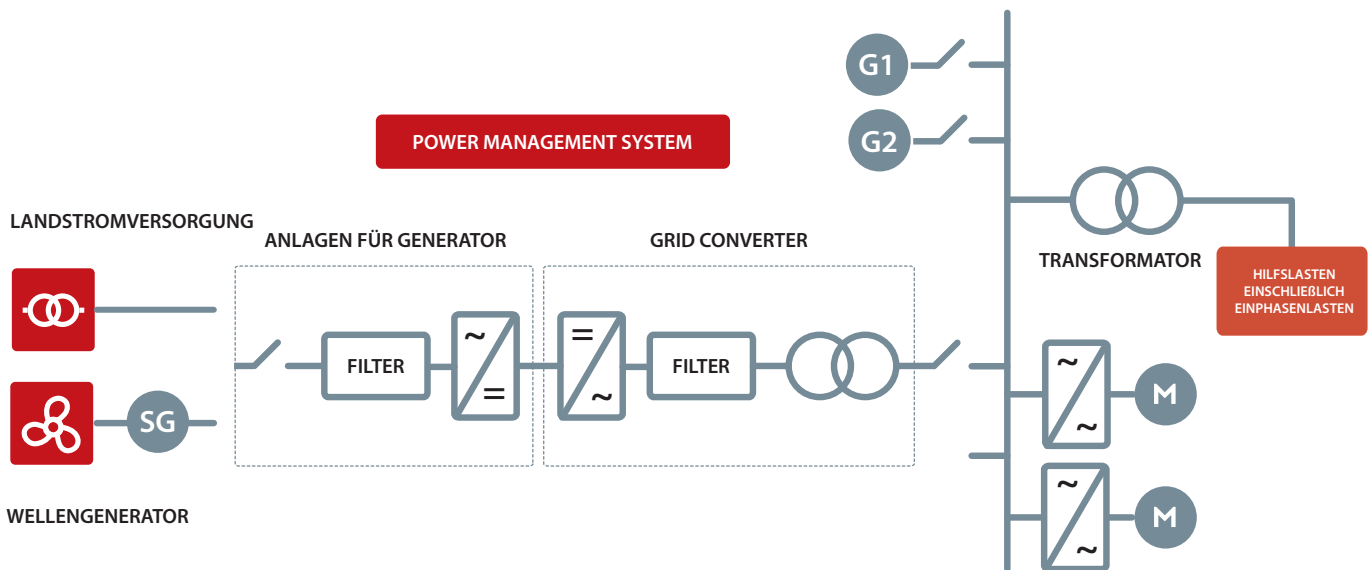 G1
POWER MANAGEMENT SYSTEM
G2
LANDSTROMVERSORGUNG
ANLAGEN FÜR GENERATOR
GRID CONVERTER
TRANSFORMATOR
HILFSLASTEN
EINSCHLIEßLICH
EINPHASENLASTEN
FILTER
~
=
=
~
FILTER
~
~
M
SG
WELLENGENERATOR
~
~
M